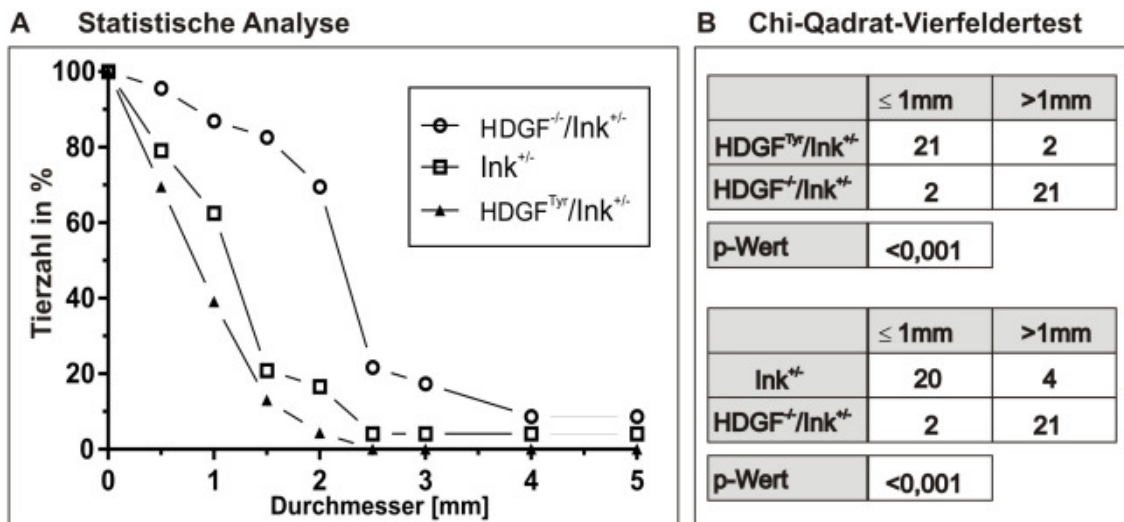 A Statistische Analyse
100
80
60
40
20
0
Tierzahl in %
0 1 2 3 4 5
Durchmesser [mm]
HDGF-/-/Ink+/-
Ink+/-
HDGFTyr/Ink+/-
B Chi-Qadrat-Vierfeldertest
≤ 1mm >1mm
HDGFTyr/Ink+/- 21 2
HDGF-/-/Ink+/- 2 21
p-Wert <0,001
≤ 1mm >1mm
Ink+/- 20 4
HDGF-/-/Ink+/- 2 21
p-Wert <0,001